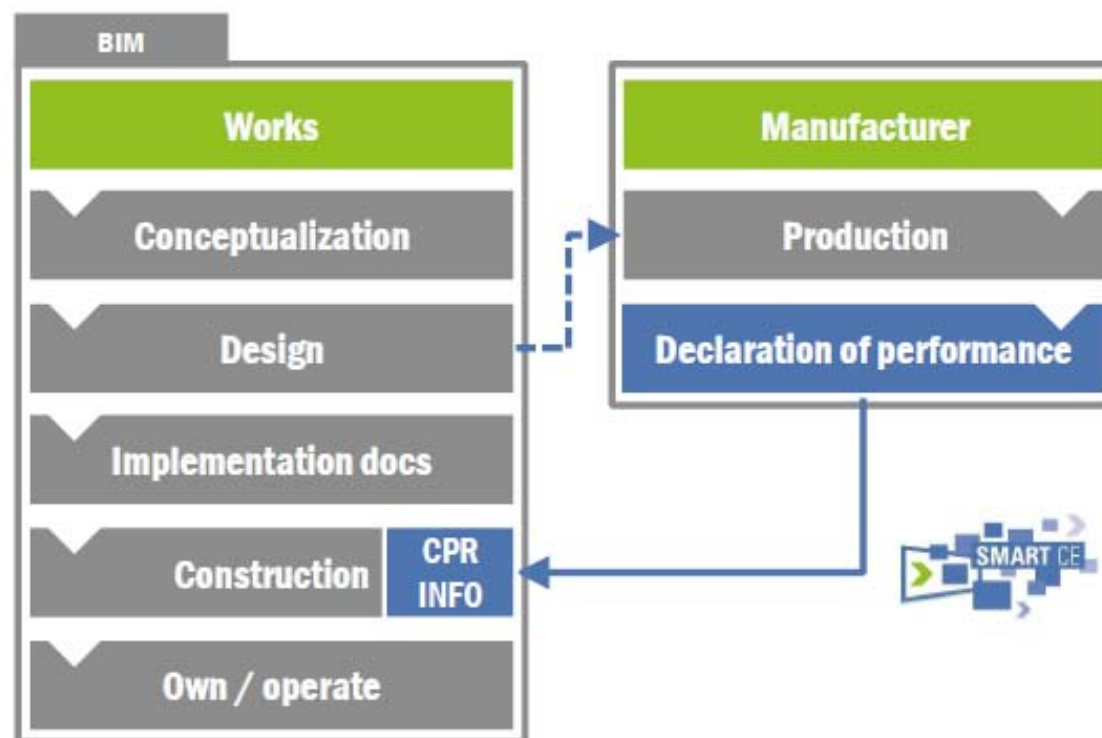 BIM
Works
Conceptualization
Design
Implementation docs
Construction
CPR
INFO
Own / operate
Manufacturer
Production
Declaration of performance
SMART CE